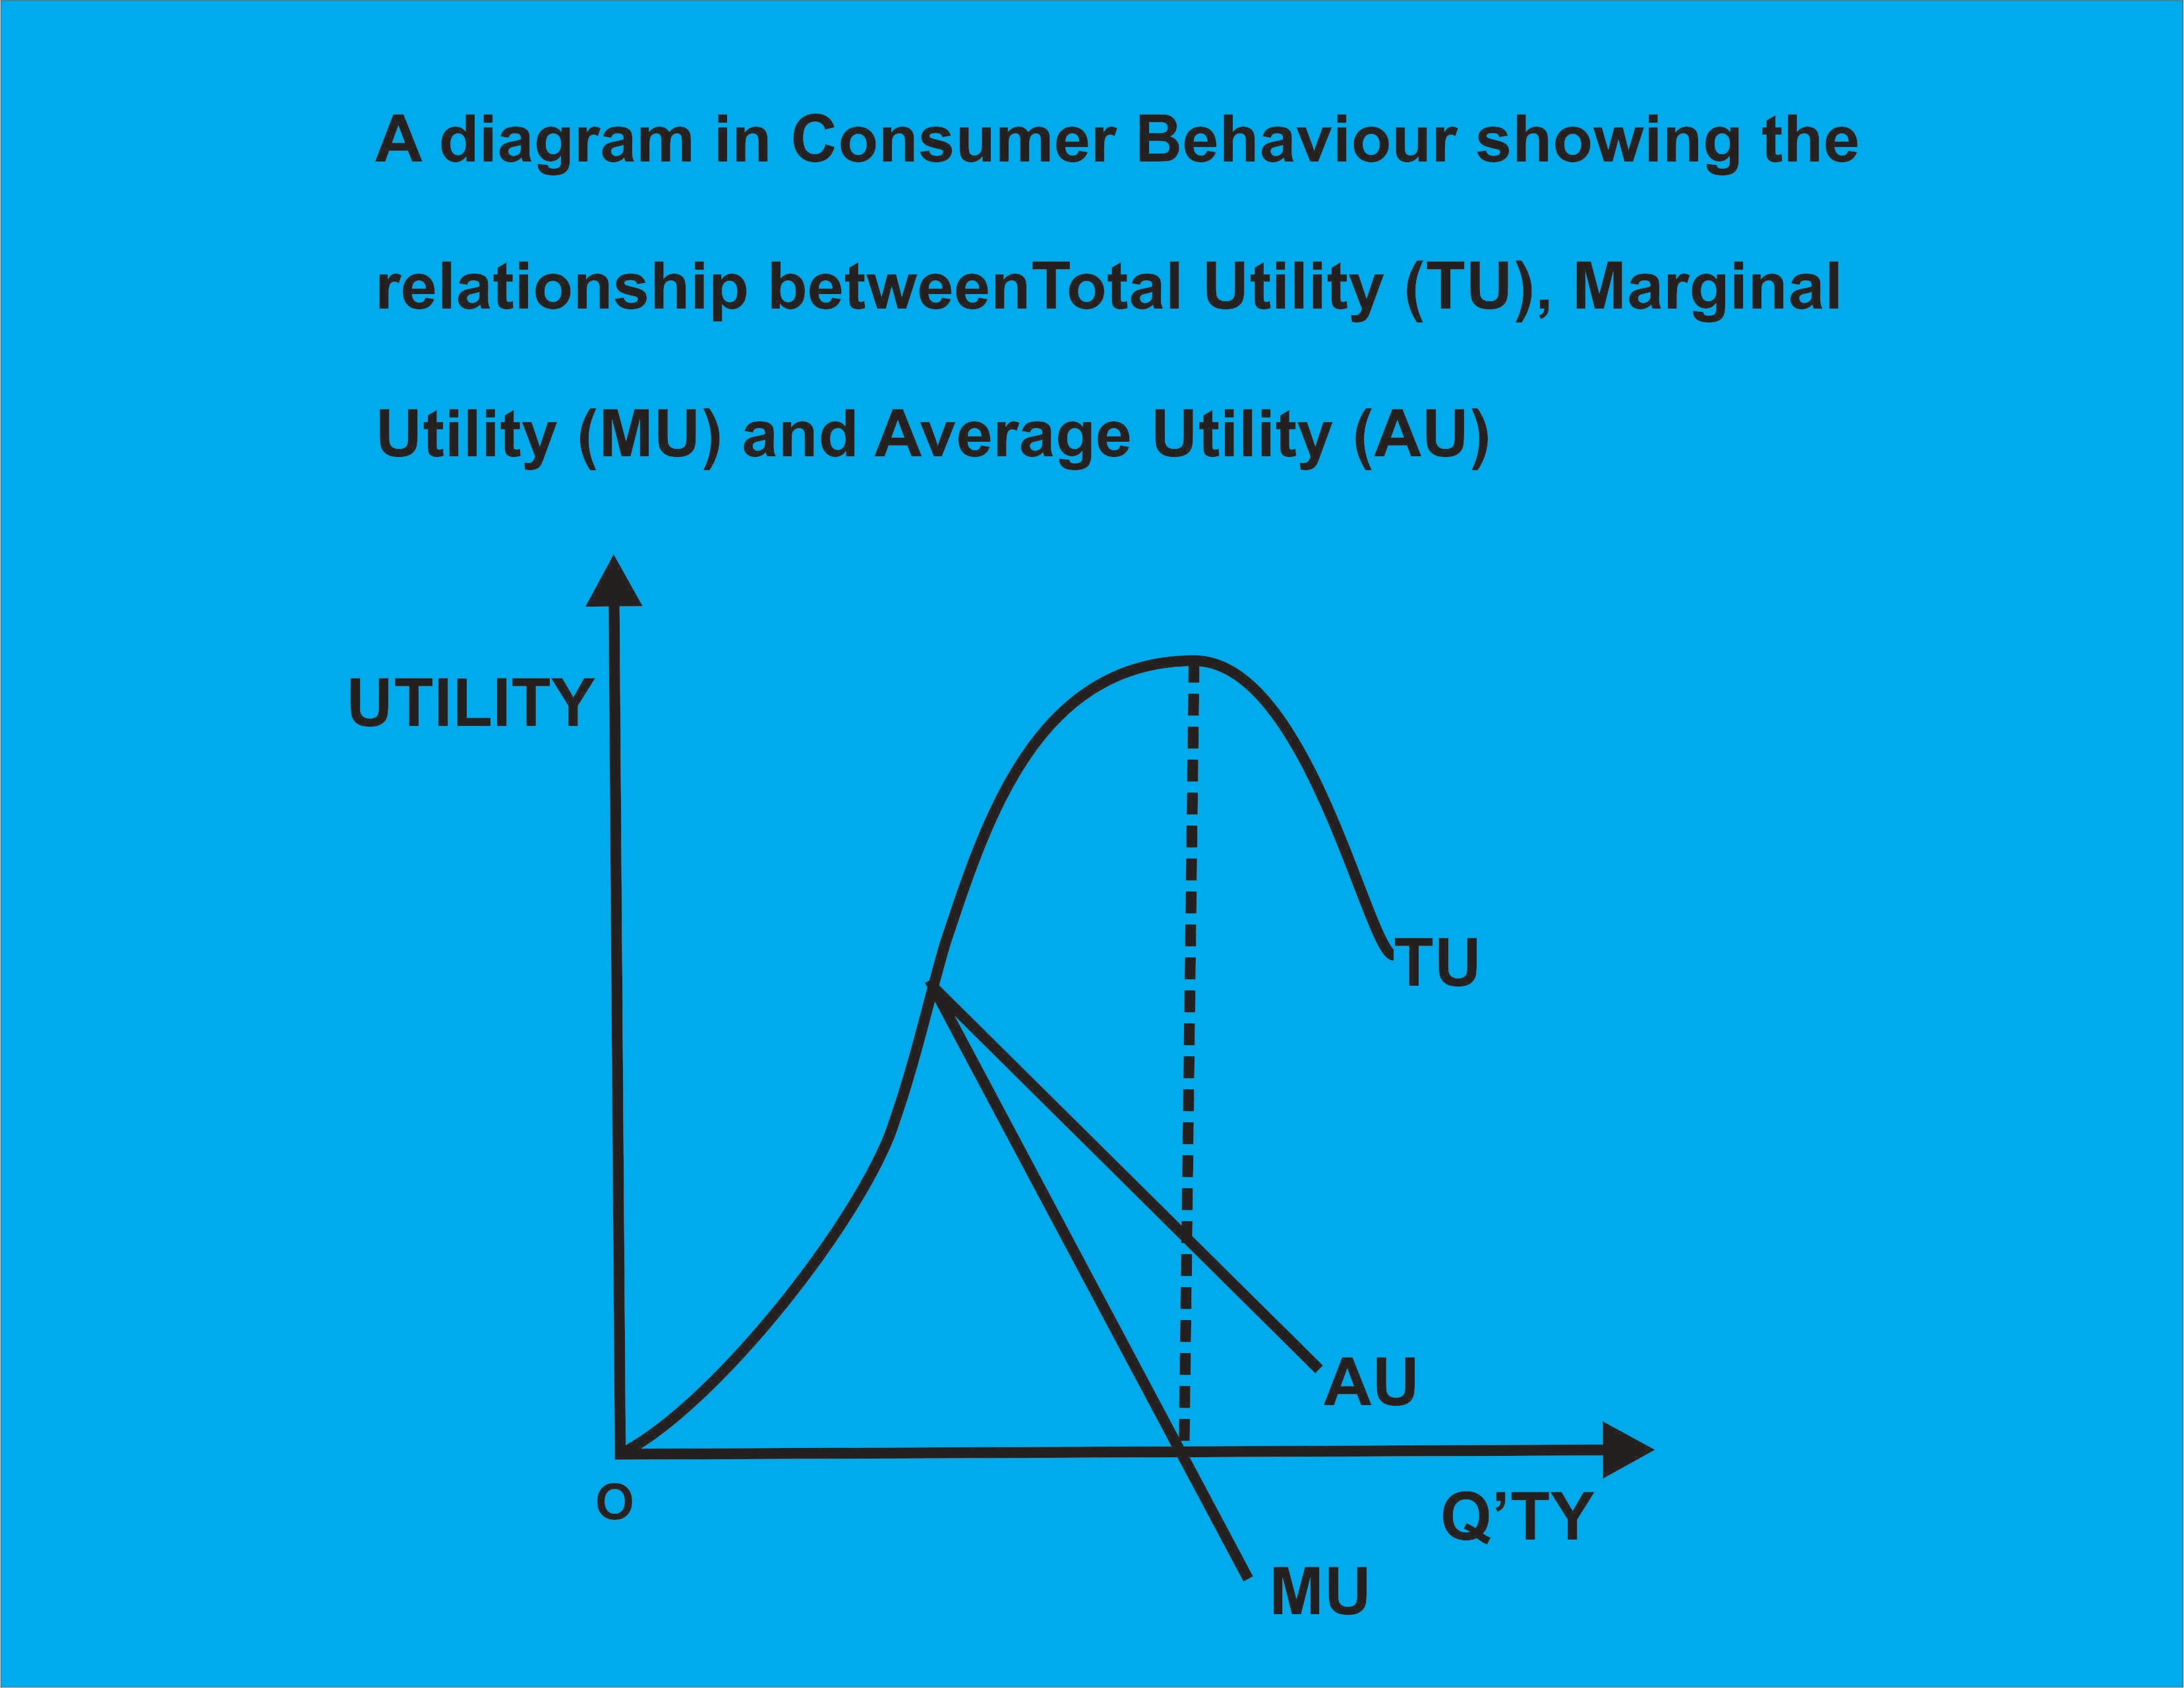 A diagram in Consumer Behaviour showing the
relationship betweenTotal Utility (TU), Marginal
Utility (MU) and Average Utility (AU)
UTILITY
TU
AU
O
Q’TY
MU